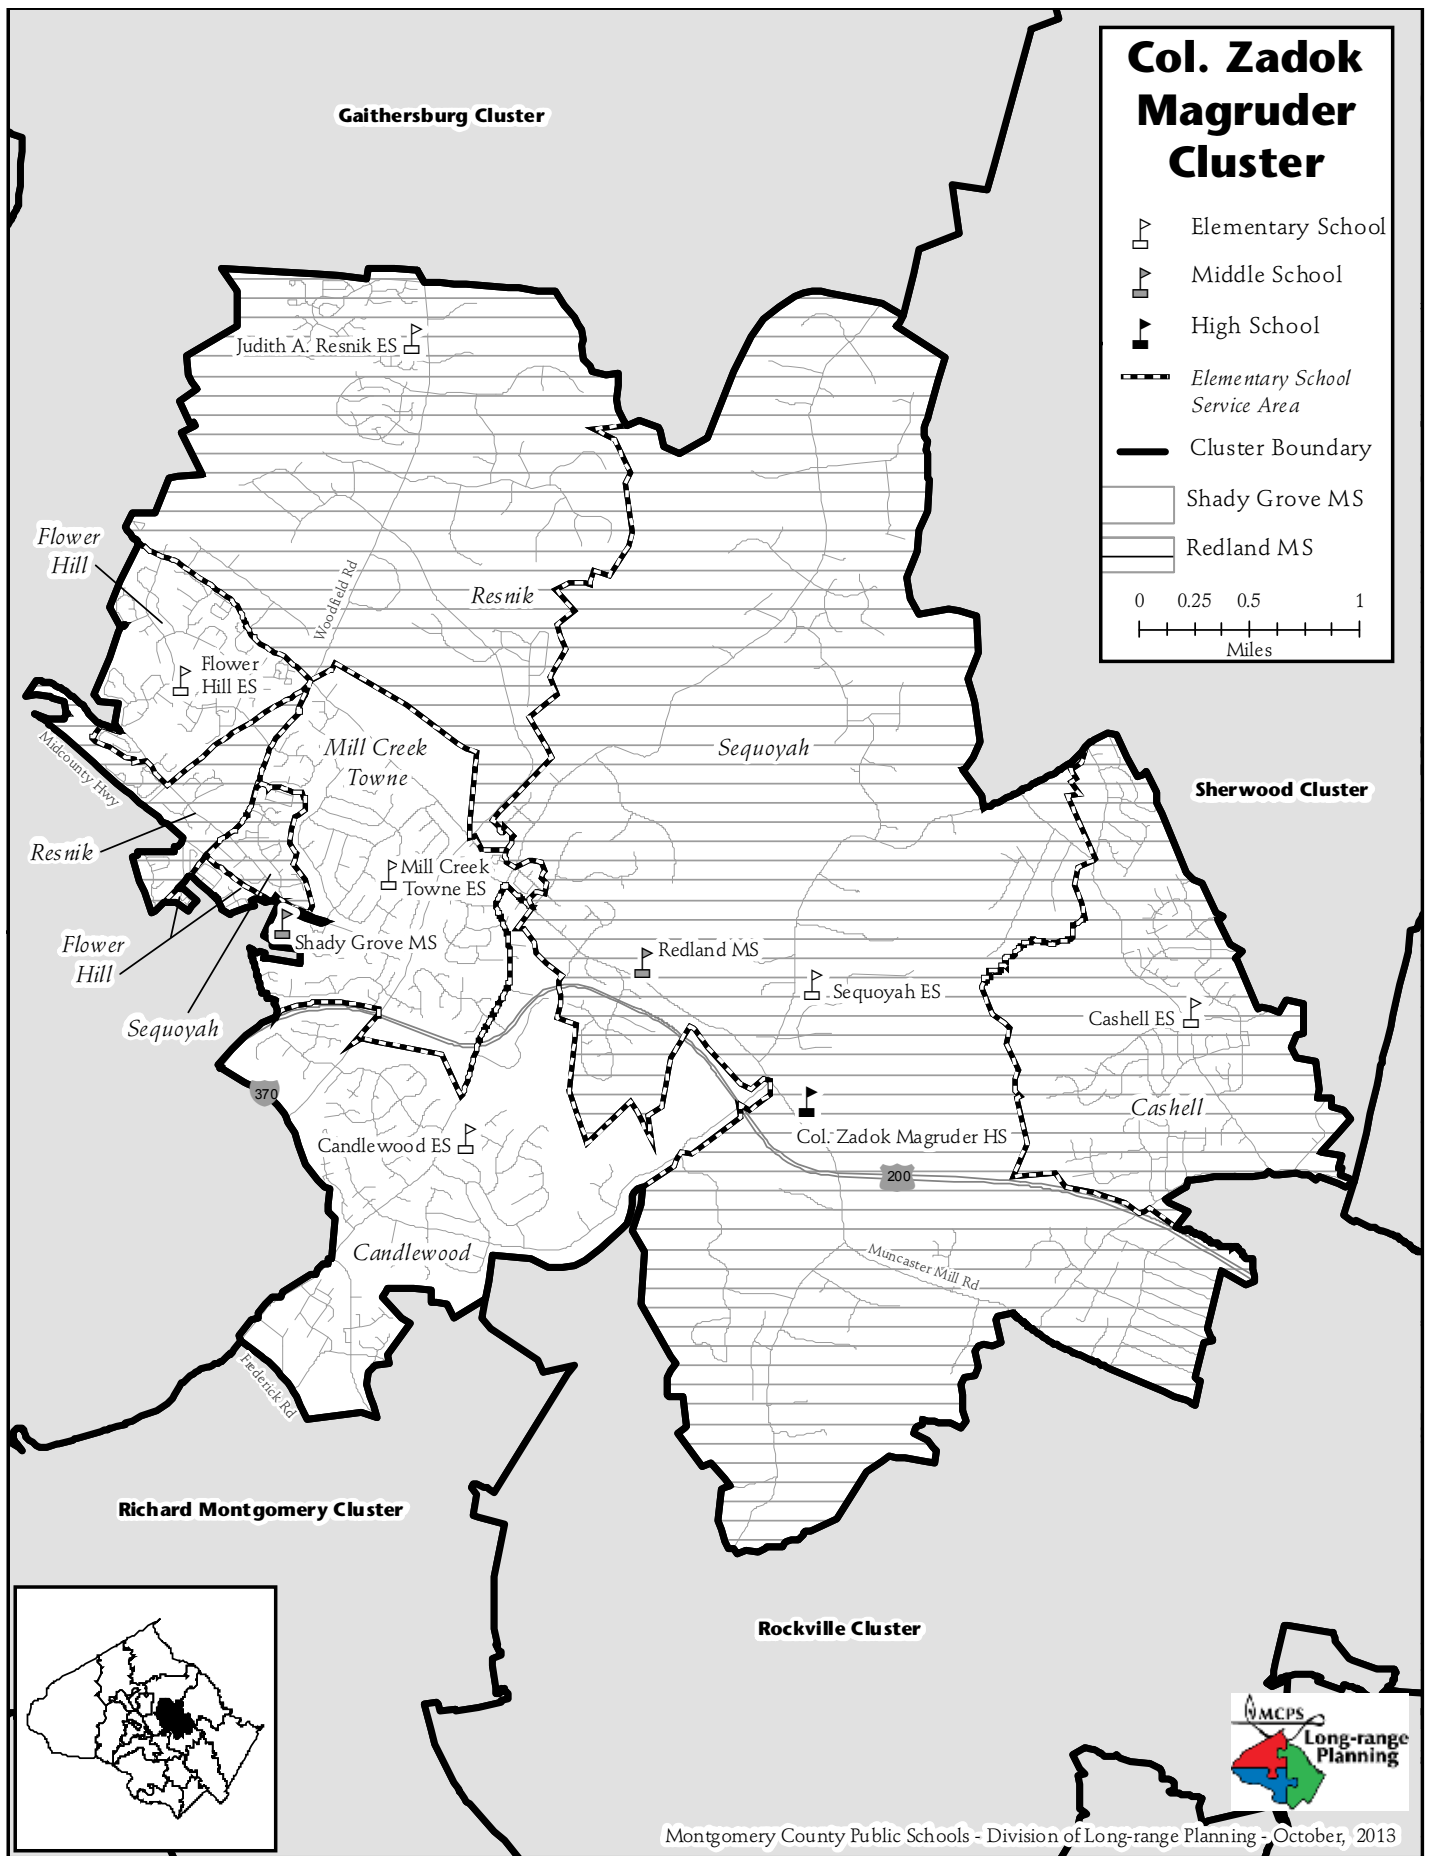 Col. Zadok
Magruder
Cluster
Elementary School
Middle School
High School
Elementary School
Service Area
Cluster Boundary
Shady Grove MS
Redland MS
0 0.25 0.5 1
Miles
Gaithersburg Cluster
Judith A. Resnik ES
Flower
Hill
Woodfield Rd
Resnik
Flower
Hill ES
Mill Creek
Towne
Sequoyah
Midcounty Hwy
Sherwood Cluster
Resnik
Mill Creek
Towne ES
Flower
Hill
Shady Grove MS
Redland MS
Sequoyah ES
Sequoyah
Cashell ES
370
Cashell
Candlewood ES
Col. Zadok Magruder HS
200
Candlewood
Muncaster Mill Rd
Frederick Rd
Richard Montgomery Cluster
Rockville Cluster
MCPS
Long-range
Planning
Montgomery County Public Schools - Division of Long-range Planning - October, 2013